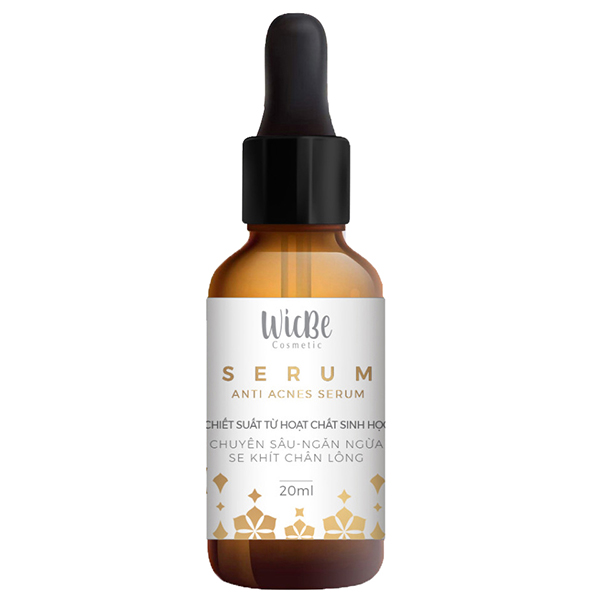 WicBe
Cosmetic
SERUM
ANTI ACNES SERUM
CHIẾT SUẤT TỪ HOẠT CHẤT SINH HỌC
CHUYÊN SÂU-NGĂN NGỪA
SE KHÍT CHÂN LÔNG
20ml